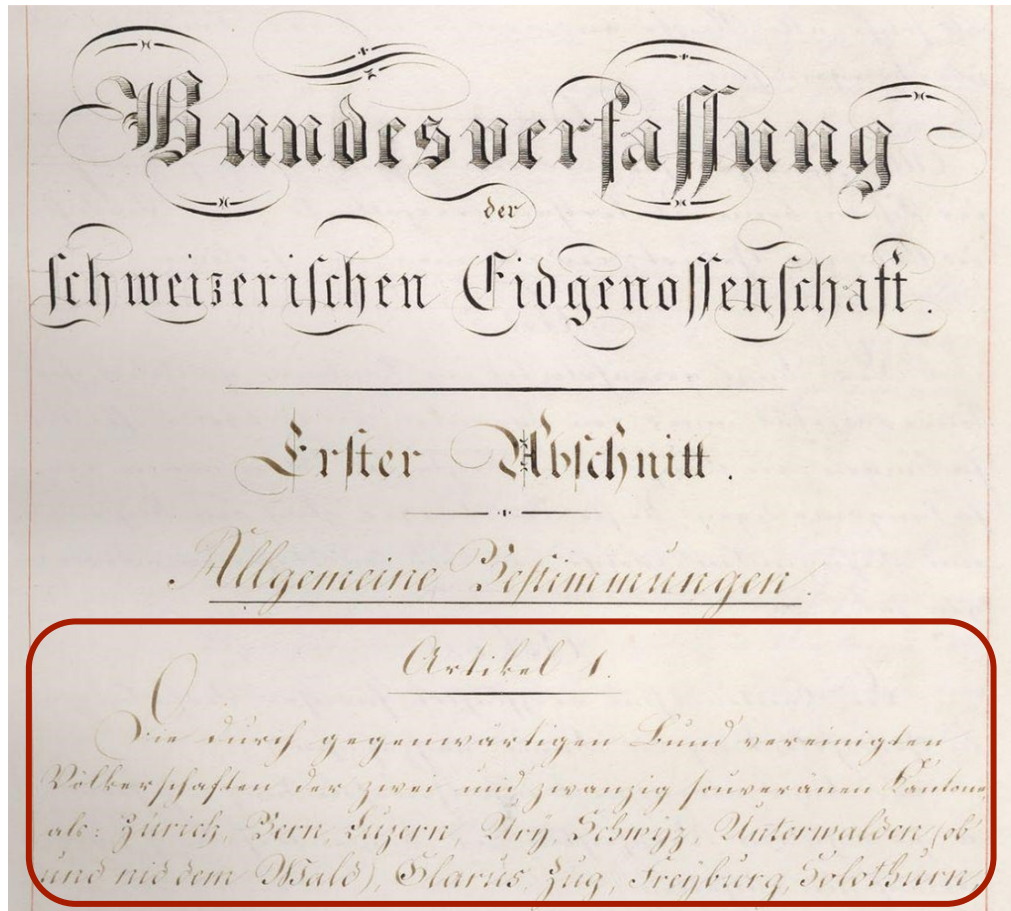 Bundesverfassung
der
schweizerischen Eidgenossenschaft.
Erster Abschnitt.
Allgemeine Bestimmungen.
Artikel 1.
Die durch gegenwärtigen Bund vereinigten
Völkerschaften der zwei und zwanzig souveränen Kantone,
als: Zürich, Bern, Luzern, Ury, Schwyz, Unterwalden (ob
und nid dem Wald), Glarus, Zug, Freyburg, Solothurn,